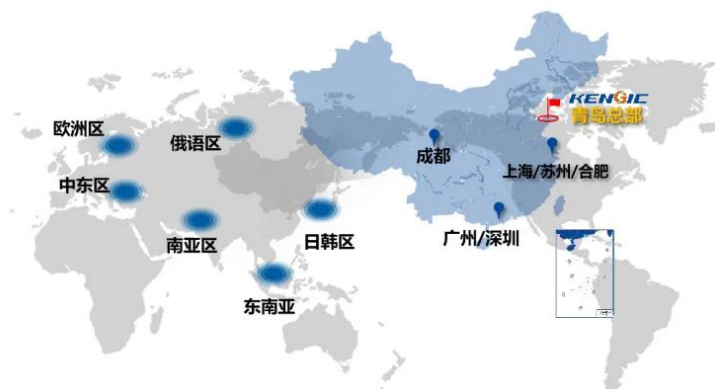 KENGIC
青岛总部
欧洲区
俄语区
成都
上海/苏州/合肥
中东区
南亚区
日韩区
广州/深圳
东南亚